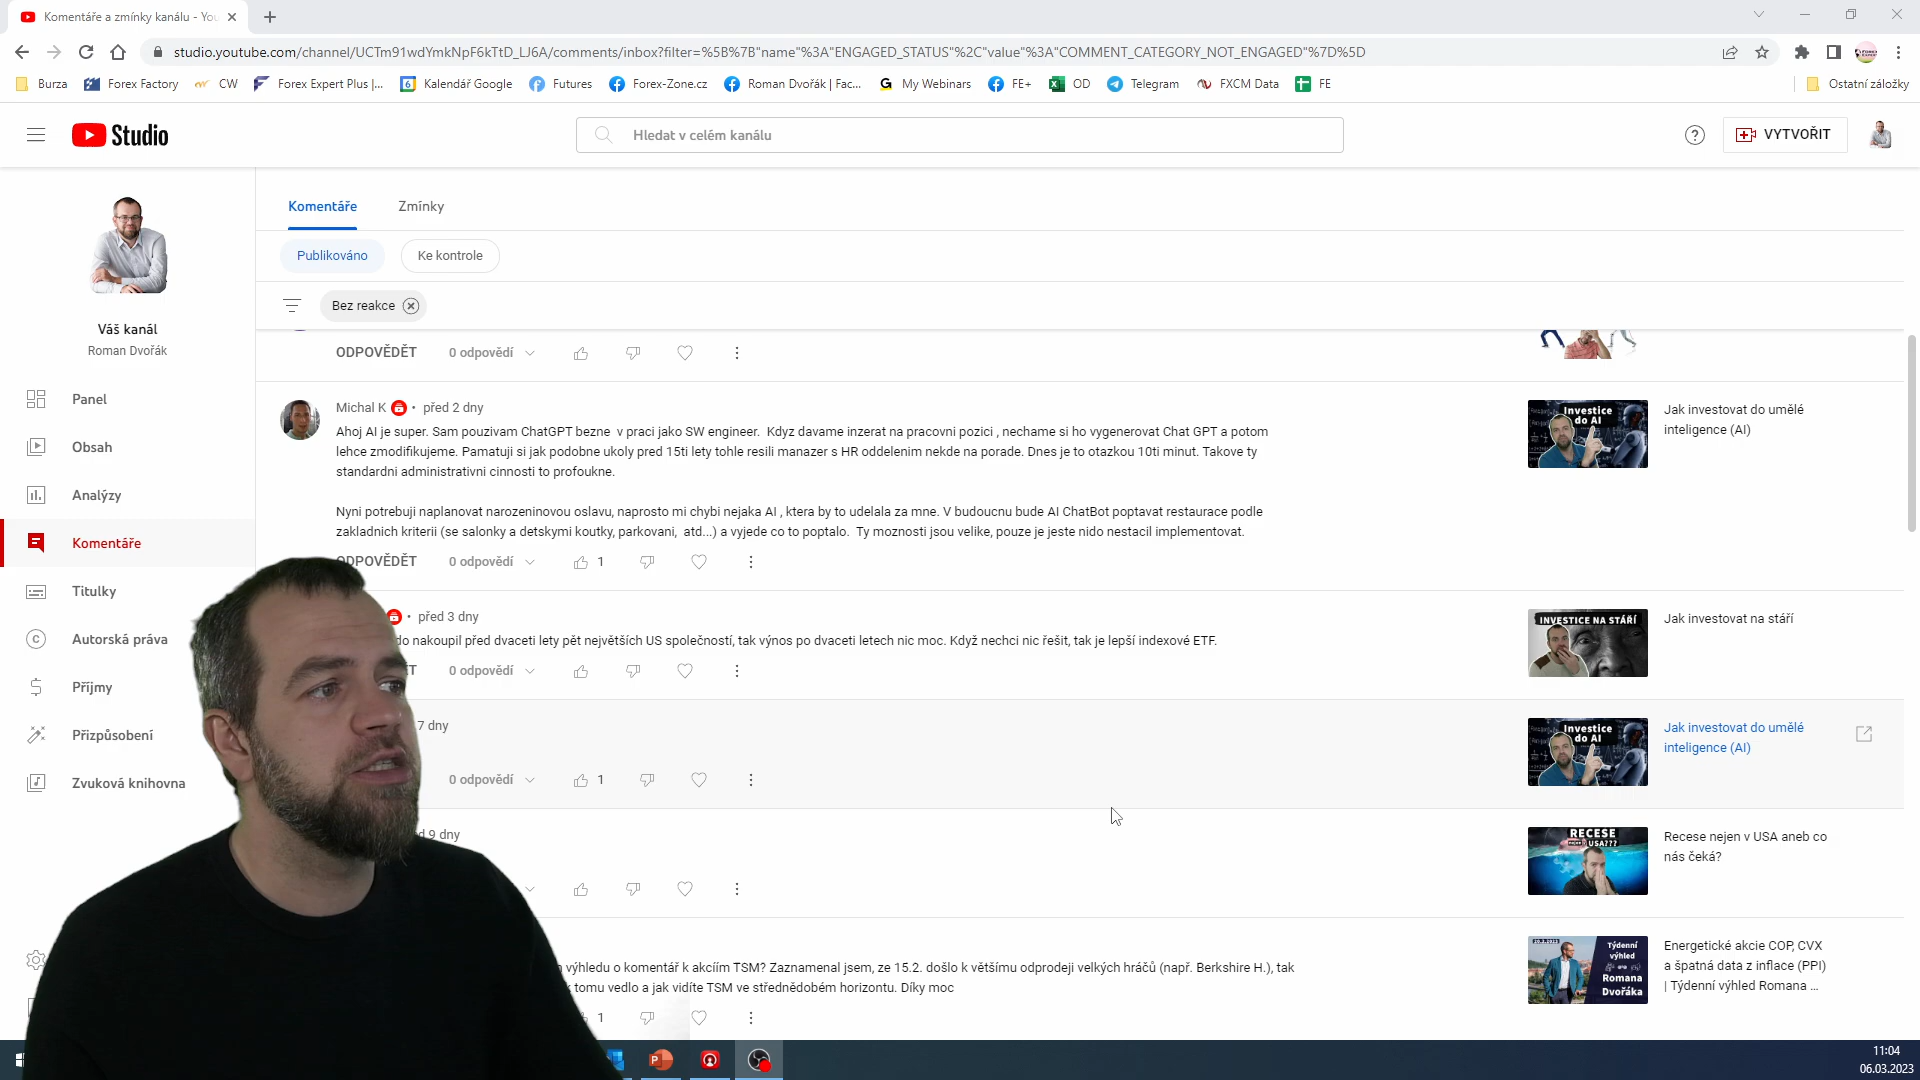 Komentáře a zmínky kanálu - You
studio.youtube.com/channel/UCTm91wdYmkNpF6kTtD_LJ6A/comments/inbox?filter=%5B%7B"name"%3A"ENGAGED_STATUS"%2C"value"%3A"COMMENT_CATEGORY_NOT_ENGAGED"%7D%5D
Burza Forex Factory CW Forex Expert Plus |... Kalendář Google Futures Forex-Zone.cz Roman Dvořák | Fac... My Webinars FE+ OD Telegram FXCM Data FE Ostatní záložky
Studio
Hledat v celém kanálu
VYTVOŘIT
Komentáře Zmínky
Publikováno Ke kontrole
Bez reakce
Váš kanál
Roman Dvořák
Panel
Obsah
Analýzy
Komentáře
Titulky
Autorská práva
Příjmy
Přizpůsobení
Zvuková knihovna
ODPOVĚDĚT 0 odpovědí
Michal K • před 2 dny
Ahoj AI je super. Sam pouzivam ChatGPT bezne v praci jako SW engineer. Kdyz davame inzerat na pracovni pozici , nechame si ho vygenerovat Chat GPT a potom
lehce zmodifikujeme. Pamatuji si jak podobne ukoly pred 15ti lety tohle resili manazer s HR oddelenim nekde na porade. Dnes je to otazkou 10ti minut. Takove ty
standardni administrativni cinnosti to profoukne.
Nyni potrebuji naplanovat narozeninovou oslavu, naprosto mi chybi nejaka AI , ktera by to udelala za mne. V budoucnu bude AI ChatBot poptavat restaurace podle
zakladnich kriterii (se salonky a detskymi koutky, parkovani, atd...) a vyjede co to poptalo. Ty moznosti jsou velike, pouze je jeste nido nestacil implementovat.
ODPOVĚDĚT 0 odpovědí 1
Investice
do AI
Jak investovat do umělé
inteligence (AI)
• před 3 dny
do nakoupil před dvaceti lety pět největších US společností, tak výnos po dvaceti letech nic moc. Když nechci nic řešit, tak je lepší indexové ETF.
0 odpovědí
INVESTICE NA STÁŘÍ
Jak investovat na stáří
7 dny
0 odpovědí 1
Investice
do AI
Jak investovat do umělé
inteligence (AI)
9 dny
RECESE
nejen v USA???
Recese nejen v USA aneb co
nás čeká?
výhledu o komentář k akciím TSM? Zaznamenal jsem, ze 15.2. došlo k většímu odprodeji velkých hráčů (např. Berkshire H.), tak
k tomu vedlo a jak vidíte TSM ve střednědobém horizontu. Díky moc
1
Týdenní
výhled
Romana
Dvořáka
Energetické akcie COP, CVX
a špatná data z inflace (PPI)
| Týdenní výhled Romana ...
11:04
06.03.2023